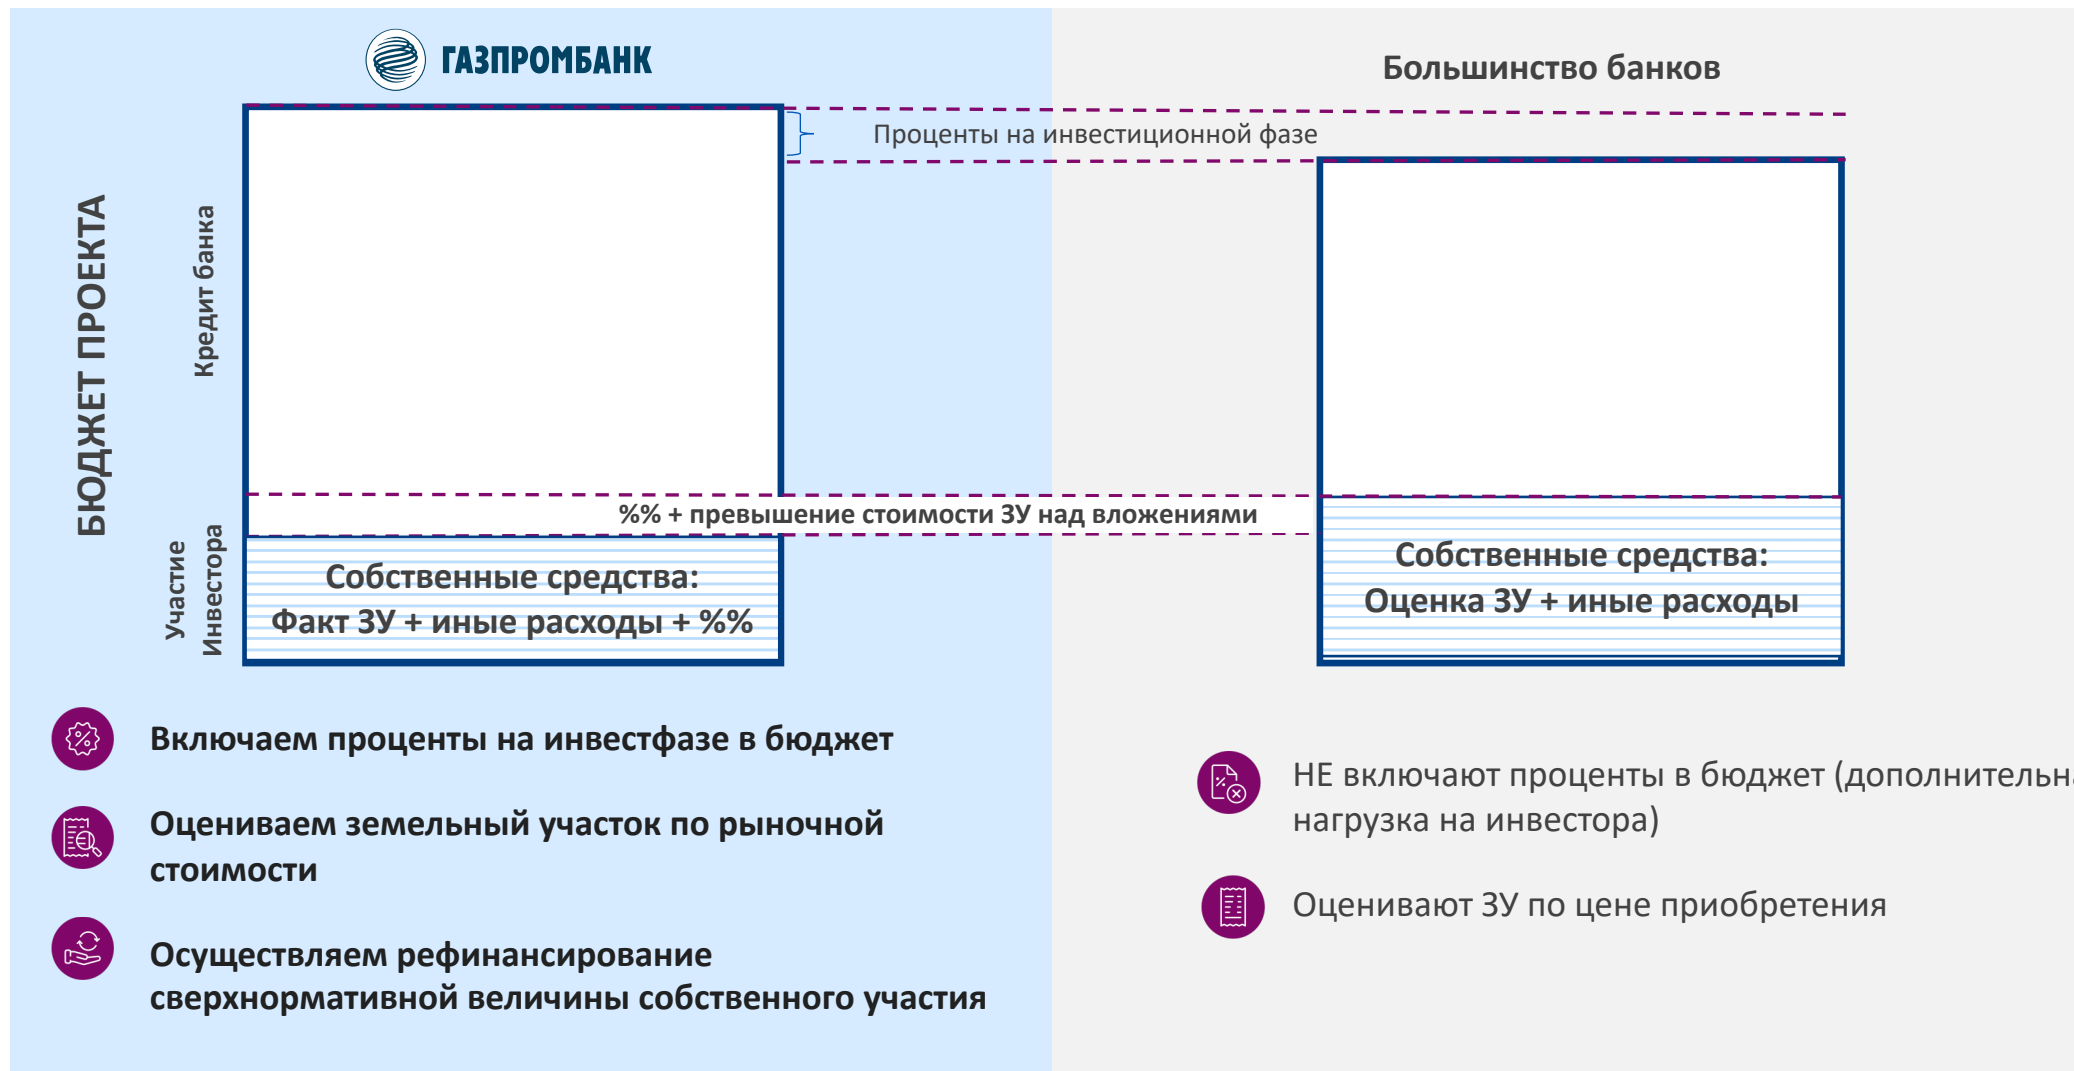 ГАЗПРОМБАНК
Большинство банков
Проценты на инвестиционной фазе
БЮДЖЕТ ПРОЕКТА
Кредит банка
Участие
Инвестора
%% + превышение стоимости ЗУ над вложениями
Собственные средства:
Факт ЗУ + иные расходы + %%
Собственные средства:
Оценка ЗУ + иные расходы
Включаем проценты на инвестфазе в бюджет
Оцениваем земельный участок по рыночной
стоимости
Осуществляем рефинансирование
сверхнормативной величины собственного участия
НЕ включают проценты в бюджет (дополнительна
нагрузка на инвестора)
Оценивают ЗУ по цене приобретения